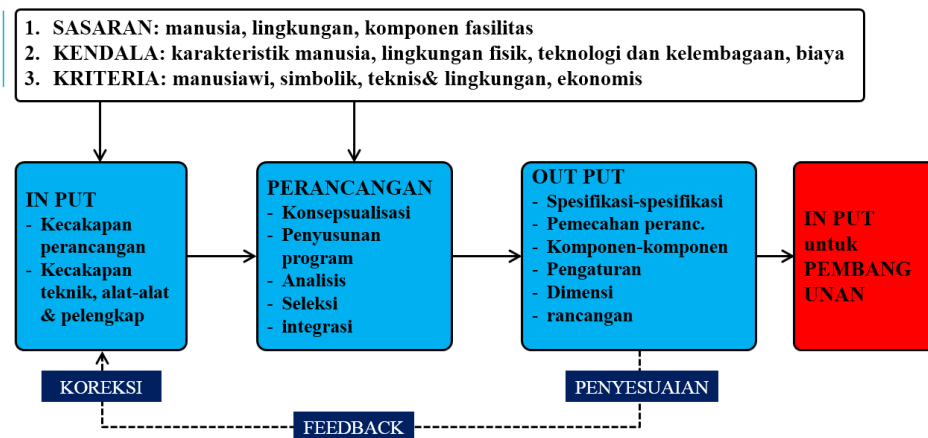 1. SASARAN: manusia, lingkungan, komponen fasilitas
2. KENDALA: karakteristik manusia, lingkungan fisik, teknologi dan kelembagaan, biaya
3. KRITERIA: manusiawi, simbolik, teknis& lingkungan, ekonomis
IN PUT
- Kecakapan
perancangan
- Kecakapan
teknik, alat-alat
& pelengkap
PERANCANGAN
- Konsepsualisasi
- Penyusunan
program
- Analisis
- Seleksi
- integrasi
OUT PUT
- Spesifikasi-spesifikasi
- Pemecahan peranc.
- Komponen-komponen
- Pengaturan
- Dimensi
- rancangan
IN PUT
untuk
PEMBANG
UNAN
KOREKSI
PENYESUAIAN
FEEDBACK